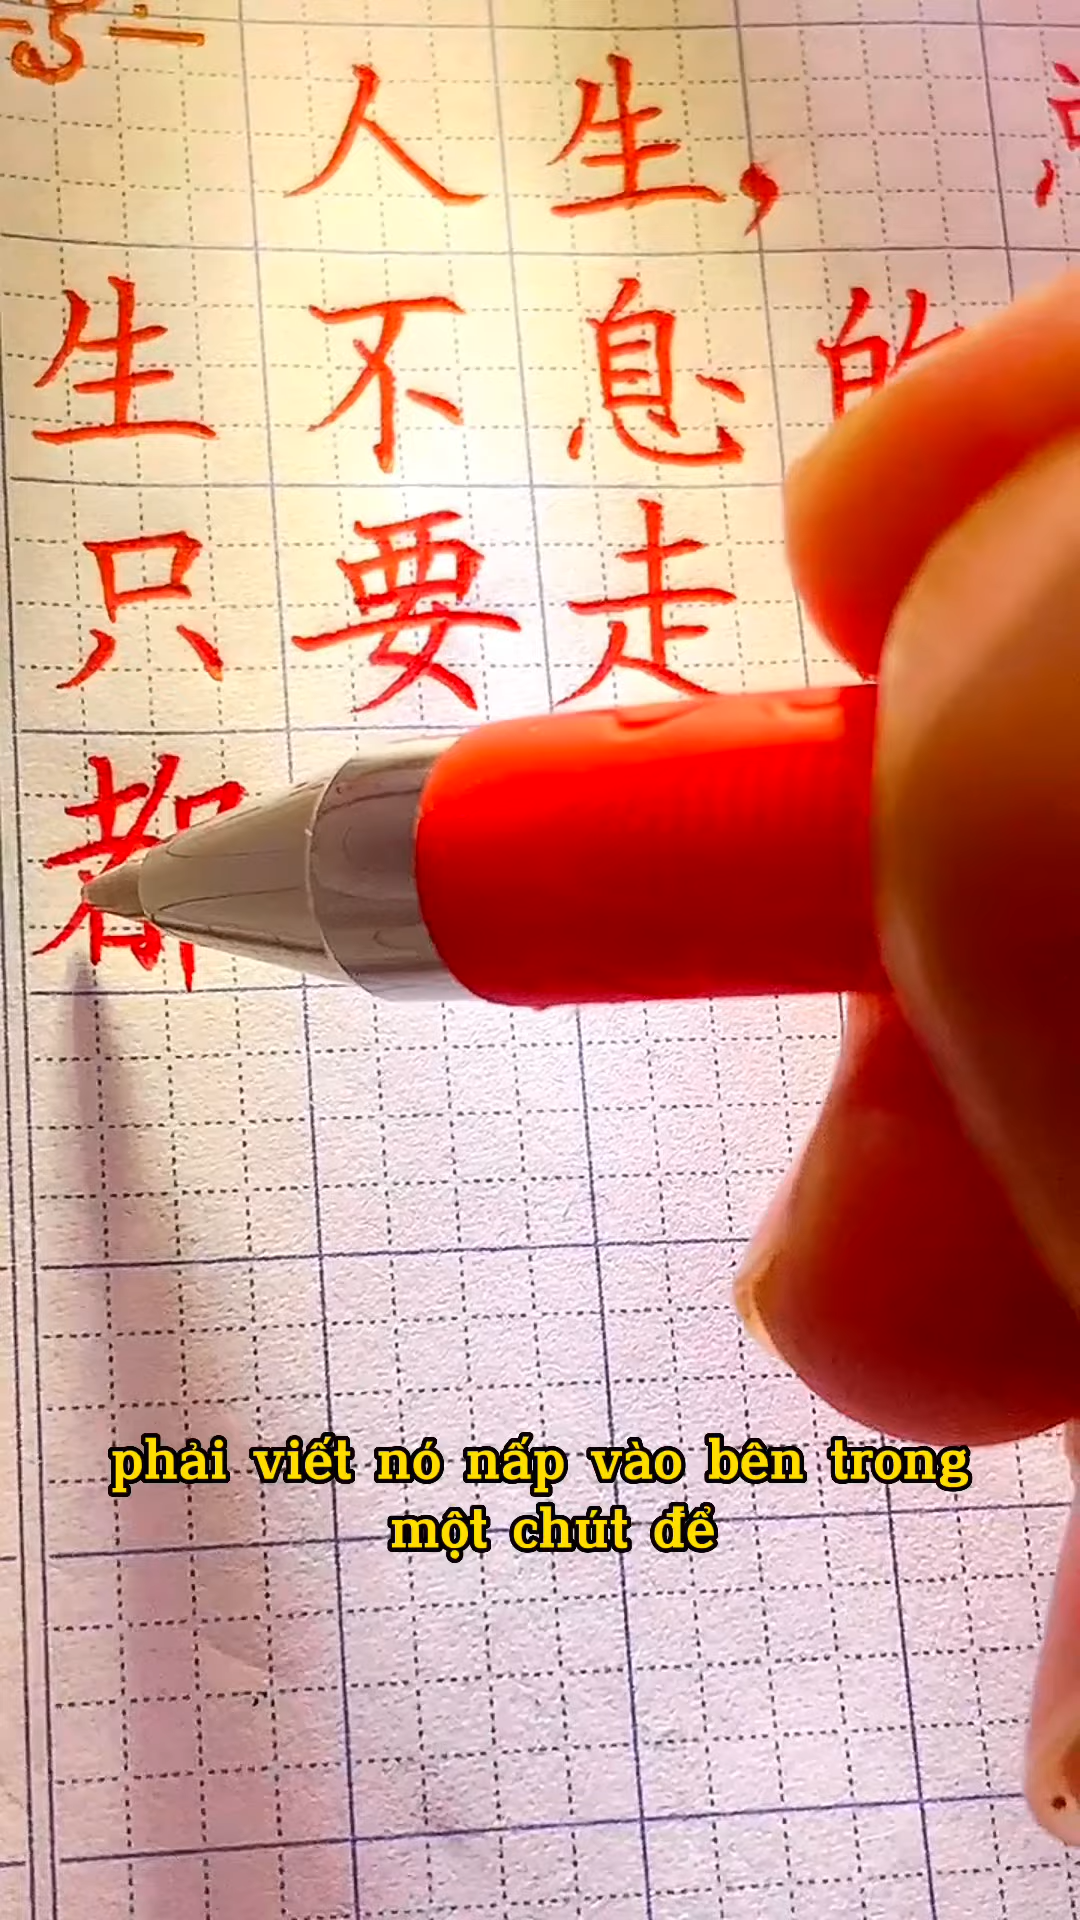 人生，
生不息的
只要走
都
phải viết nó nấp vào bên trong
một chút để